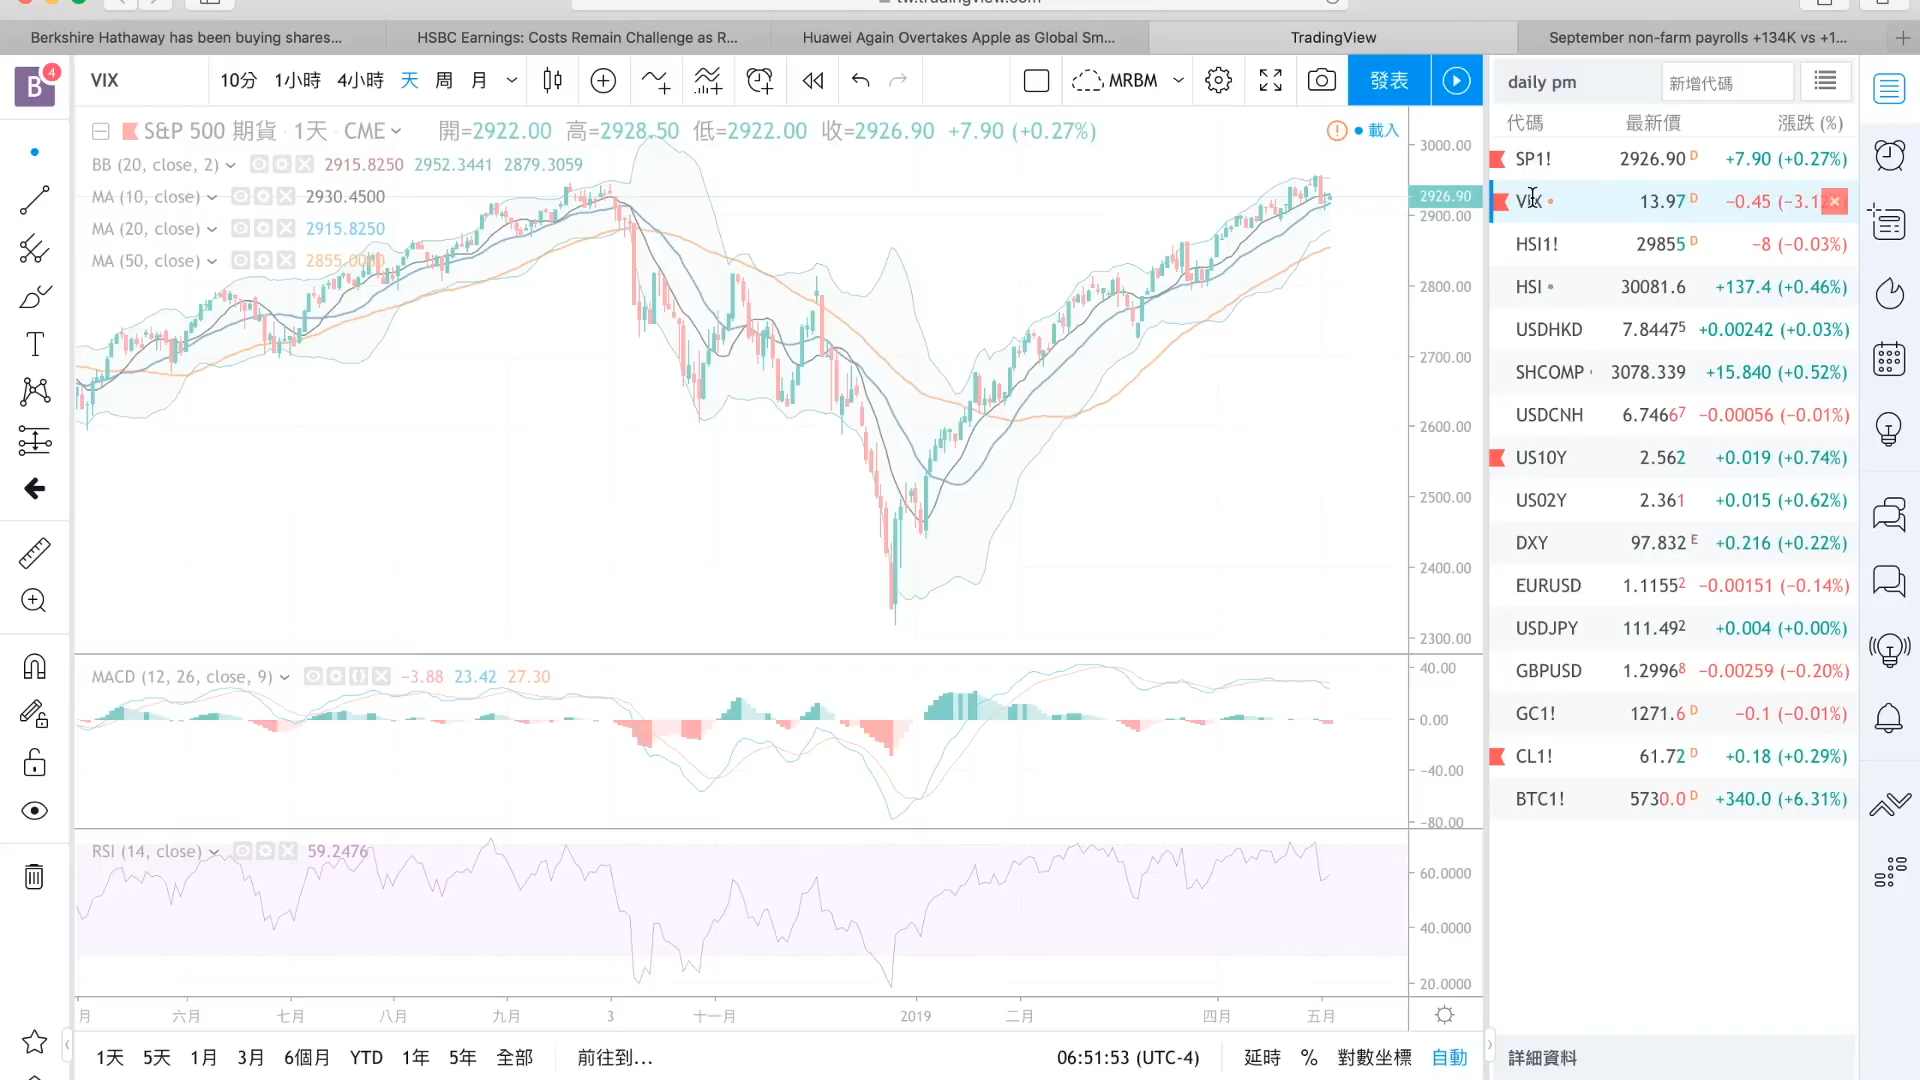 Berkshire Hathaway has been buying shares...
HSBC Earnings: Costs Remain Challenge as R...
Huawei Again Overtakes Apple as Global Sm...
TradingView
September non-farm payrolls +134K vs +1...
B 4
VIX
10分 1小時 4小時 天 周 月
MRBM
發表
S&P 500 期貨 · 1天 · CME 開=2922.00 高=2928.50 低=2922.00 收=2926.90 +7.90 (+0.27%)
載入
BB (20, close, 2) 2915.8250 2952.3441 2879.3059
MA (10, close) 2930.4500
MA (20, close) 2915.8250
MA (50, close) 2855.0000
3000.00
2926.90
2900.00
2800.00
2700.00
2600.00
2500.00
2400.00
2300.00
MACD (12, 26, close, 9) −3.88 23.42 27.30
40.00
0.00
−40.00
−80.00
RSI (14, close) 59.2476
60.0000
40.0000
20.0000
月 六月 七月 八月 九月 3 十一月 2019 二月 四月 五月
1天 5天 1月 3月 6個月 YTD 1年 5年 全部 前往到...
06:51:53 (UTC-4) 延時 % 對數坐標 自動
daily pm
新增代碼
代碼 最新價 漲跌 (%)
SP1! 2926.90 D +7.90 (+0.27%)
VIX 13.97 D −0.45 (−3.12
HSI1! 29855 D −8 (−0.03%)
HSI 30081.6 +137.4 (+0.46%)
USDHKD 7.84475 +0.00242 (+0.03%)
SHCOMP 3078.339 +15.840 (+0.52%)
USDCNH 6.74667 −0.00056 (−0.01%)
US10Y 2.562 +0.019 (+0.74%)
US02Y 2.361 +0.015 (+0.62%)
DXY 97.832 E +0.216 (+0.22%)
EURUSD 1.11552 −0.00151 (−0.14%)
USDJPY 111.492 +0.004 (+0.00%)
GBPUSD 1.29968 −0.00259 (−0.20%)
GC1! 1271.6 D −0.1 (−0.01%)
CL1! 61.72 D +0.18 (+0.29%)
BTC1! 5730.0 D +340.0 (+6.31%)
詳細資料